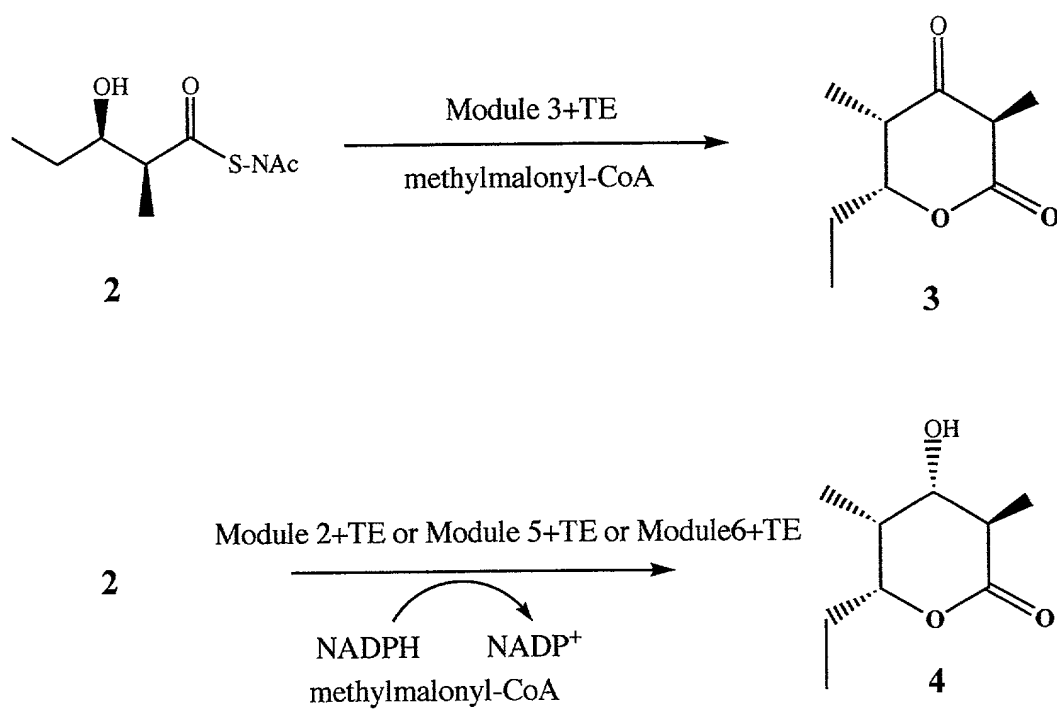 OH
O
S-NAc
2
Module 3+TE
methylmalonyl-CoA
O
O
O
3
2
Module 2+TE or Module 5+TE or Module6+TE
NADPH NADP+
methylmalonyl-CoA
OH
O
O
4